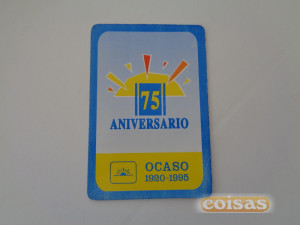 75
ANIVERSARIO
OCASO
1920-1995
coisas